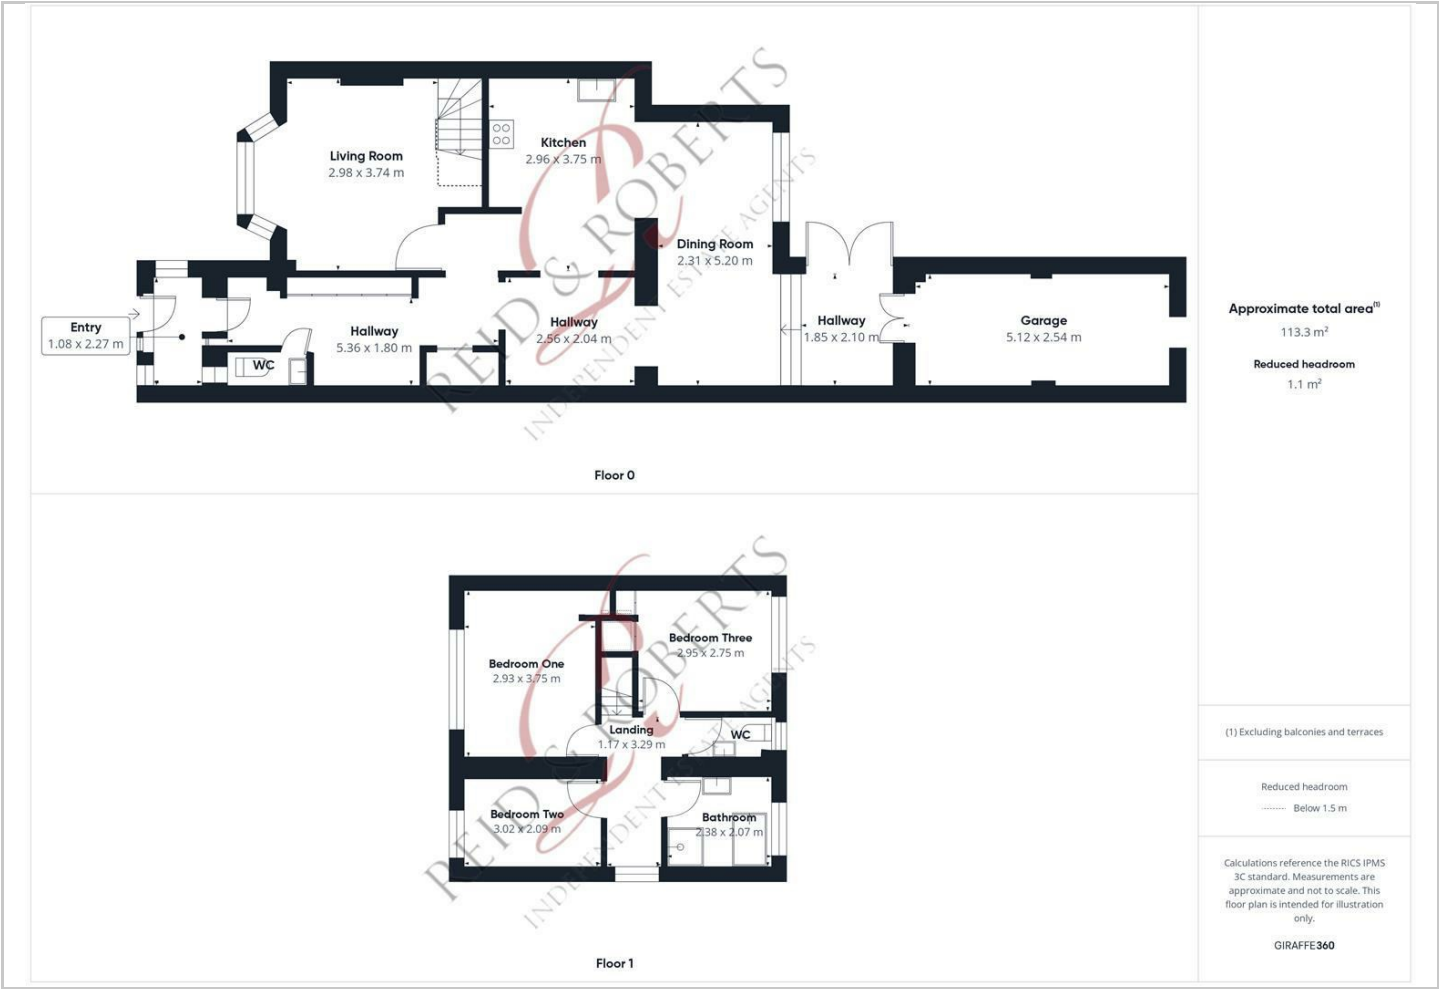 Living Room
2.98 x 3.74 m
Kitchen
2.96 x 3.75 m
Dining Room
2.31 x 5.20 m
Entry
1.08 x 2.27 m
WC
Hallway
5.36 x 1.80 m
Hallway
2.56 x 2.04 m
Hallway
1.85 x 2.10 m
Garage
5.12 x 2.54 m
REID & ROBERTS
INDEPENDENT ESTATE AGENTS
Floor 0
Bedroom One
2.93 x 3.75 m
Bedroom Three
2.95 x 2.75 m
Landing
1.17 x 3.29 m
WC
Bedroom Two
3.02 x 2.09 m
Bathroom
2.38 x 2.07 m
REID & ROBERTS
INDEPENDENT ESTATE AGENTS
Floor 1
Approximate total area(1)
113.3 m²
Reduced headroom
1.1 m²
(1) Excluding balconies and terraces
Reduced headroom
Below 1.5 m
Calculations reference the RICS IPMS
3C standard. Measurements are
approximate and not to scale. This
floor plan is intended for illustration
only.
GIRAFFE360